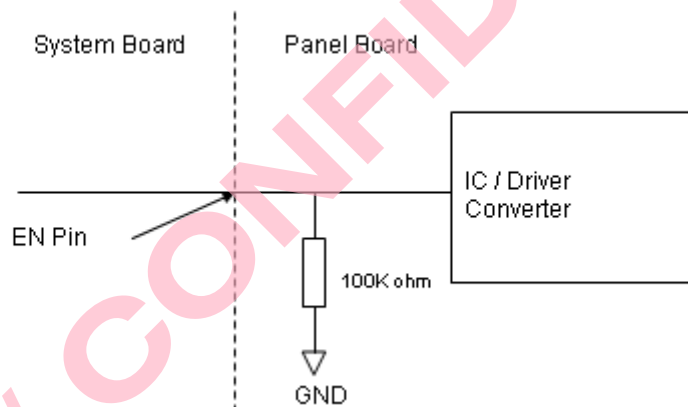 System Board
Panel Board
IC / Driver
Converter
EN Pin
100K ohm
GND
CONFID